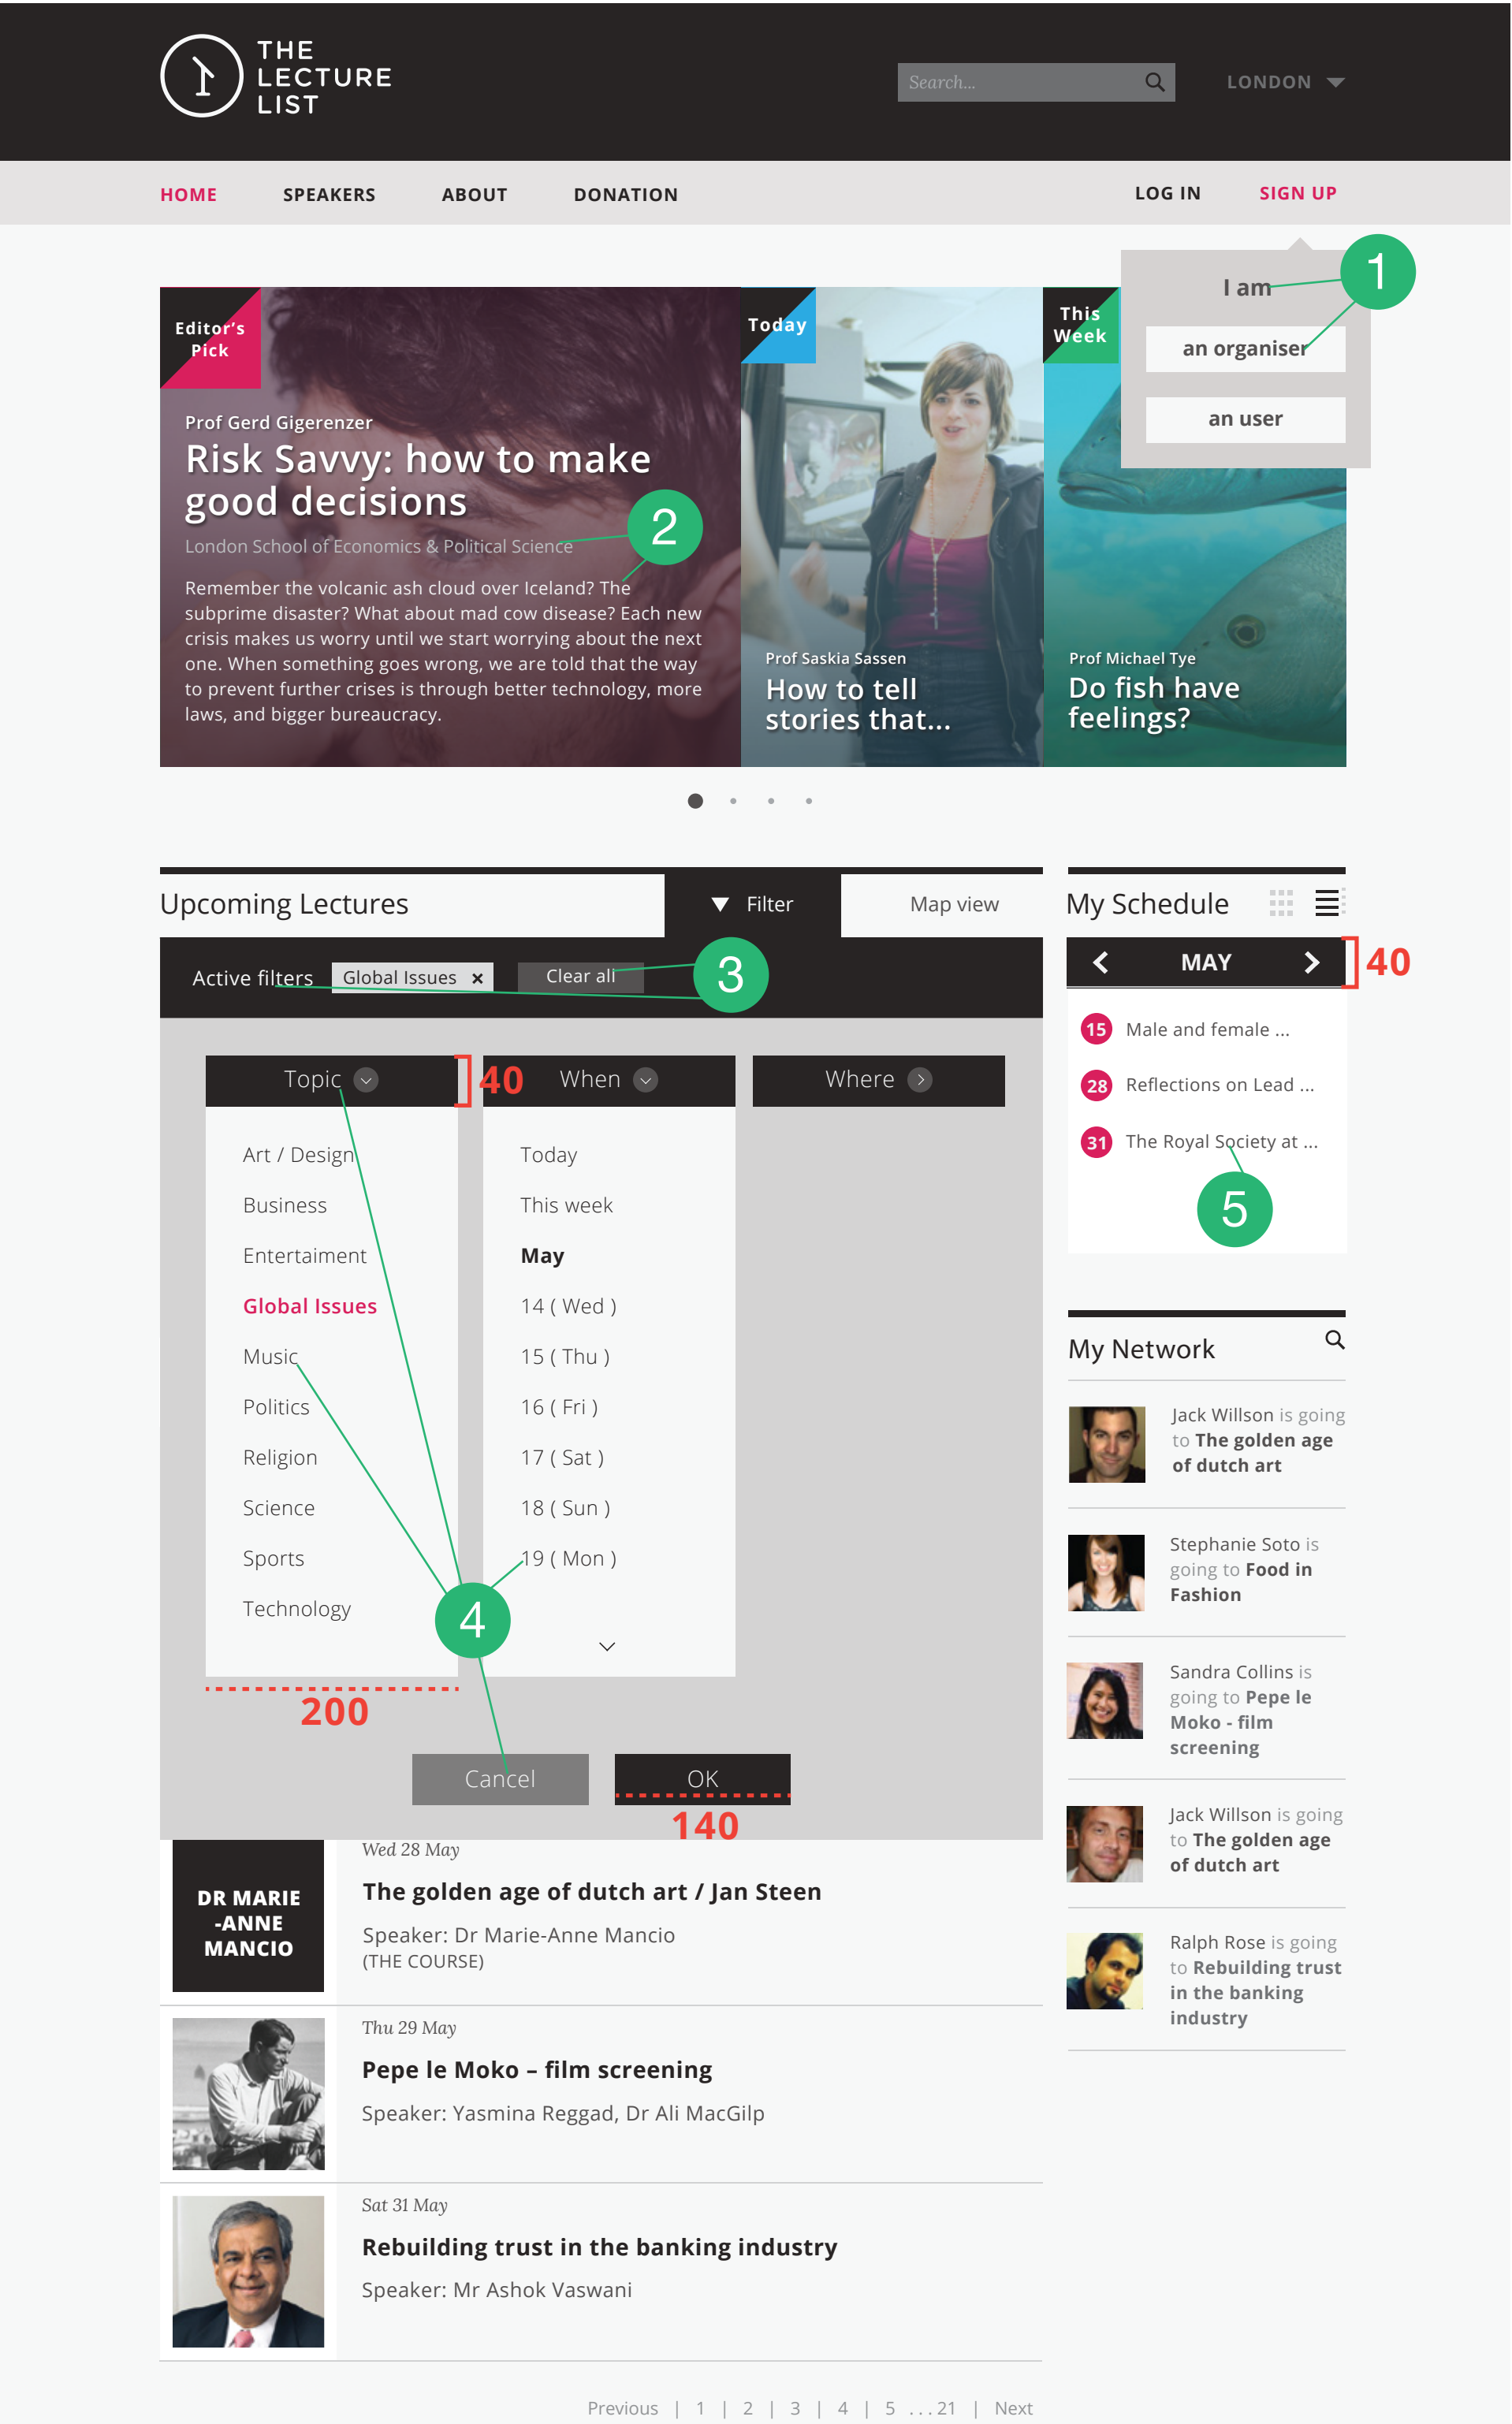 THE
LECTURE
LIST
Search...
LONDON
HOME
SPEAKERS
ABOUT
DONATION
LOG IN
SIGN UP
1
I am
an organiser
an user
Editor's
Pick
Prof Gerd Gigerenzer
Risk Savvy: how to make
good decisions
London School of Economics & Political Science
2
Remember the volcanic ash cloud over Iceland? The
subprime disaster? What about mad cow disease? Each new
crisis makes us worry until we start worrying about the next
one. When something goes wrong, we are told that the way
to prevent further crises is through better technology, more
laws, and bigger bureaucracy.
Today
Prof Saskia Sassen
How to tell
stories that...
This
Week
Prof Michael Tye
Do fish have
feelings?
Upcoming Lectures
Filter
Map view
Active filters
Global Issues ×
Clear all
3
Topic
40
When
Where
Art / Design
Business
Entertaiment
Global Issues
Music
Politics
Religion
Science
Sports
Technology
200
Today
This week
May
14 ( Wed )
15 ( Thu )
16 ( Fri )
17 ( Sat )
18 ( Sun )
19 ( Mon )
4
Cancel
OK
140
Wed 28 May
DR MARIE
-ANNE
MANCIO
The golden age of dutch art / Jan Steen
Speaker: Dr Marie-Anne Mancio
(THE COURSE)
Thu 29 May
Pepe le Moko – film screening
Speaker: Yasmina Reggad, Dr Ali MacGilp
Sat 31 May
Rebuilding trust in the banking industry
Speaker: Mr Ashok Vaswani
Previous | 1 | 2 | 3 | 4 | 5 ...21 | Next
My Schedule
MAY
40
15 Male and female ...
28 Reflections on Lead ...
31 The Royal Society at ...
5
My Network
Jack Willson is going
to The golden age
of dutch art
Stephanie Soto is
going to Food in
Fashion
Sandra Collins is
going to Pepe le
Moko - film
screening
Jack Willson is going
to The golden age
of dutch art
Ralph Rose is going
to Rebuilding trust
in the banking
industry